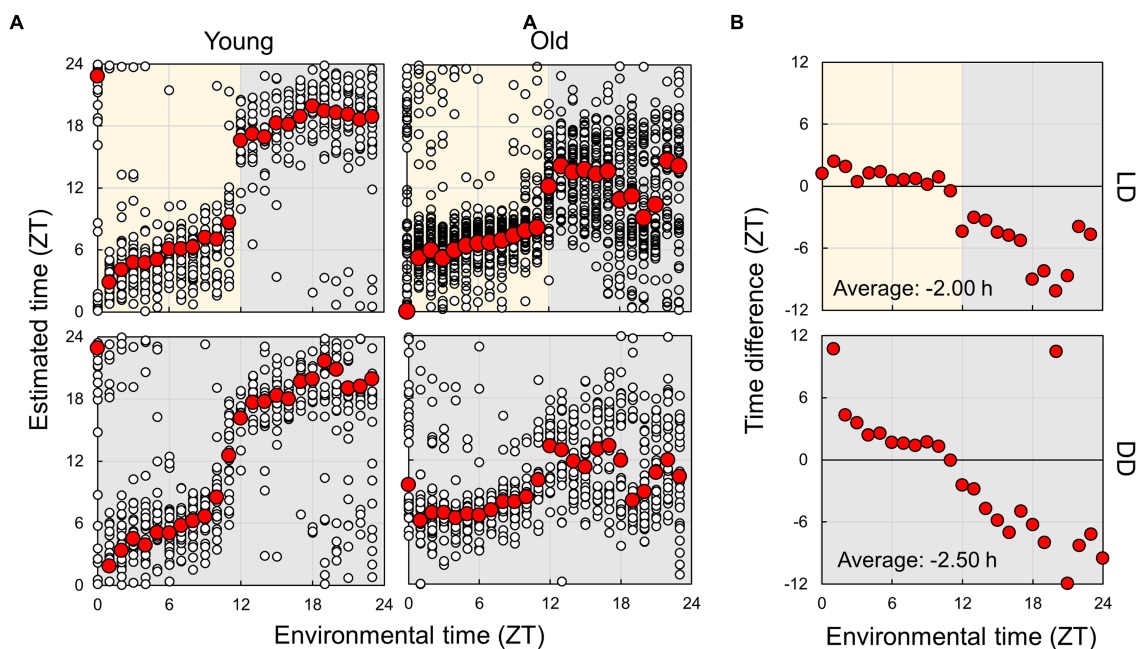 A
A
B
Young
Old
24
18
12
6
0
24
18
12
6
0
Estimated time (ZT)
0
6
12
18
24
0
6
12
18
24
Environmental time (ZT)
12
6
0
-6
-12
Average: -2.00 h
LD
12
6
0
-6
-12
Average: -2.50 h
DD
Time difference (ZT)
0
6
12
18
24
Environmental time (ZT)